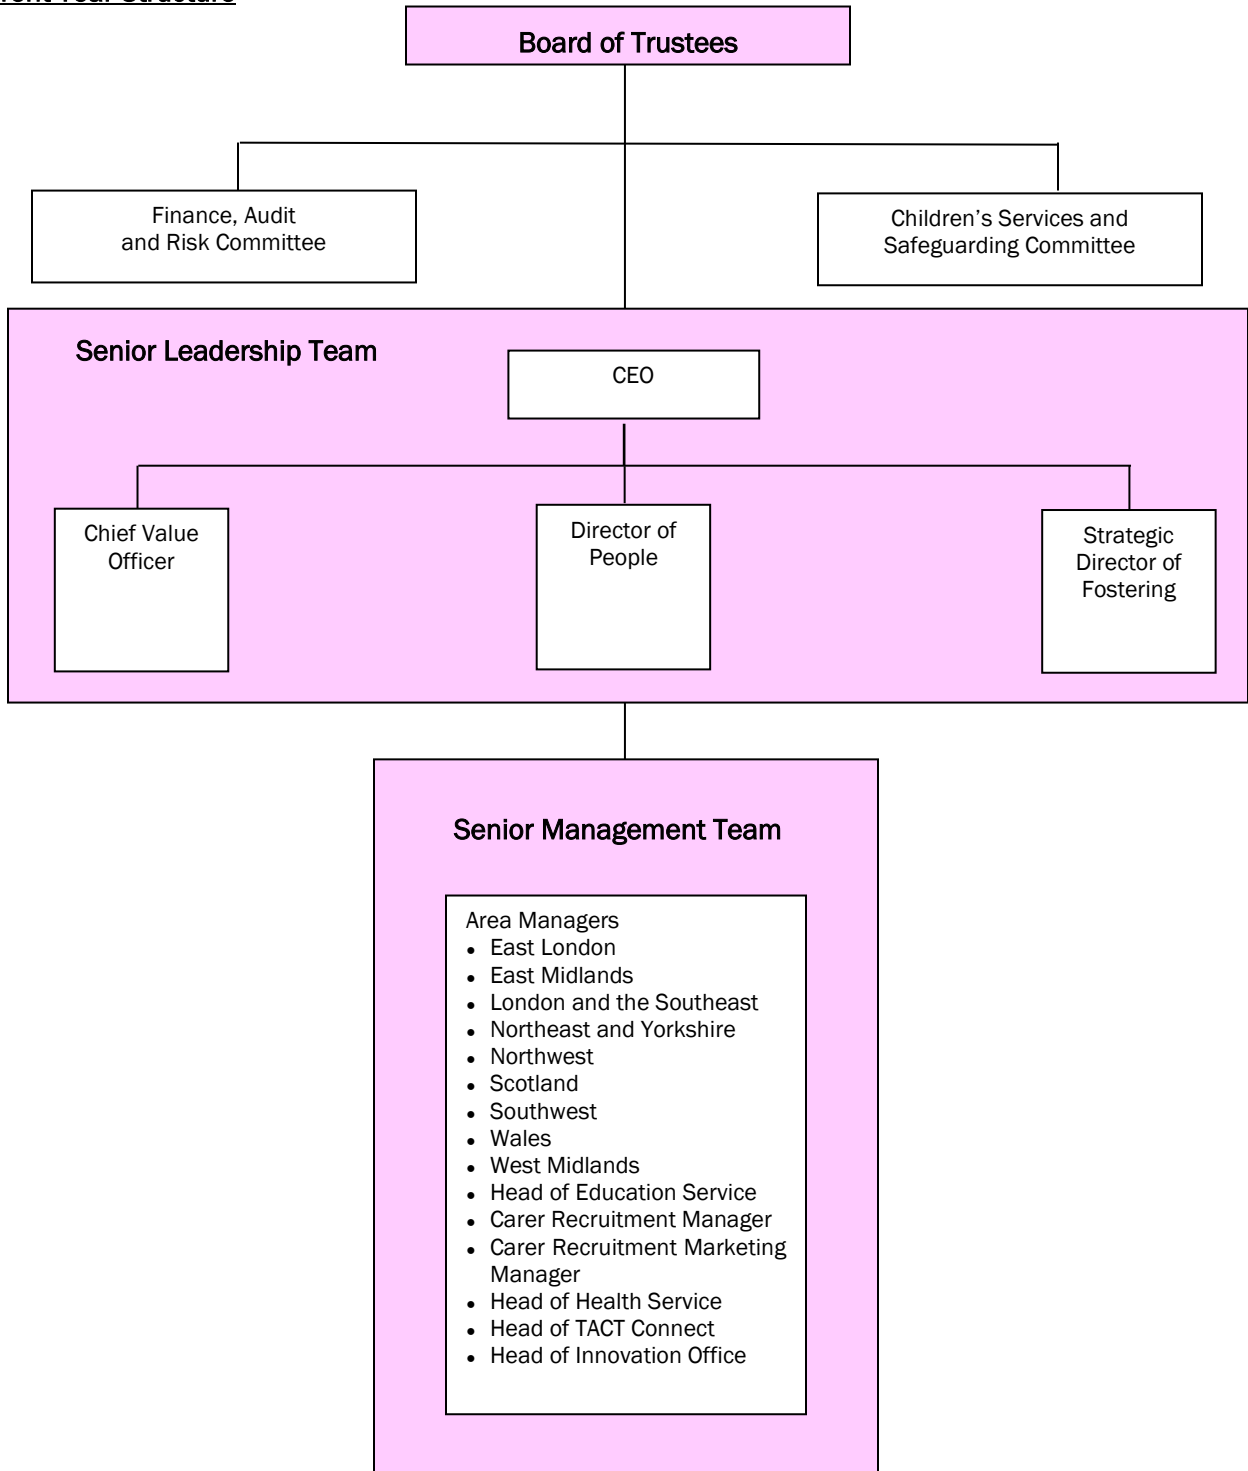 Board of Trustees
Finance, Audit
and Risk Committee
Children's Services and
Safeguarding Committee
Senior Leadership Team
CEO
Chief Value
Officer
Director of
People
Strategic
Director of
Fostering
Senior Management Team
Area Managers
• East London
• East Midlands
• London and the Southeast
• Northeast and Yorkshire
• Northwest
• Scotland
• Southwest
• Wales
• West Midlands
• Head of Education Service
• Carer Recruitment Manager
• Carer Recruitment Marketing
Manager
• Head of Health Service
• Head of TACT Connect
• Head of Innovation Office